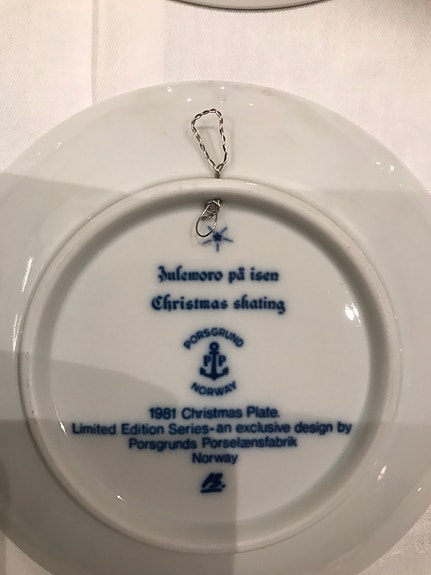 Julemoro på isen
Christmas skating
PORSGRUND
P P
NORWAY
1981 Christmas Plate.
Limited Edition Series-an exclusive design by
Porsgrunds Porselænsfabrik
Norway